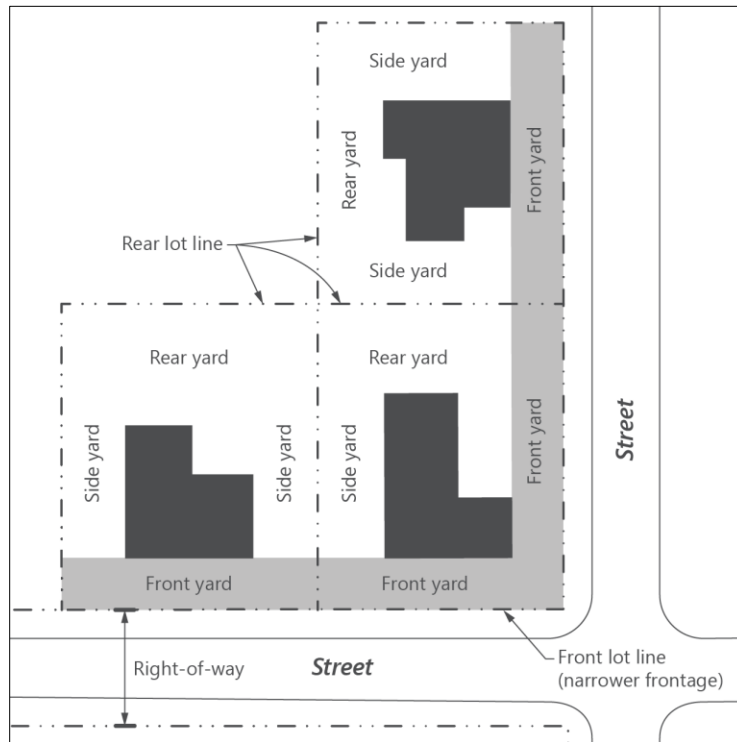 Side yard
Rear yard
Front yard
Rear lot line
Side yard
Rear yard
Rear yard
Side yard
Side yard
Side yard
Front yard
Street
Front yard
Front yard
Right-of-way
Street
Front lot line
(narrower frontage)